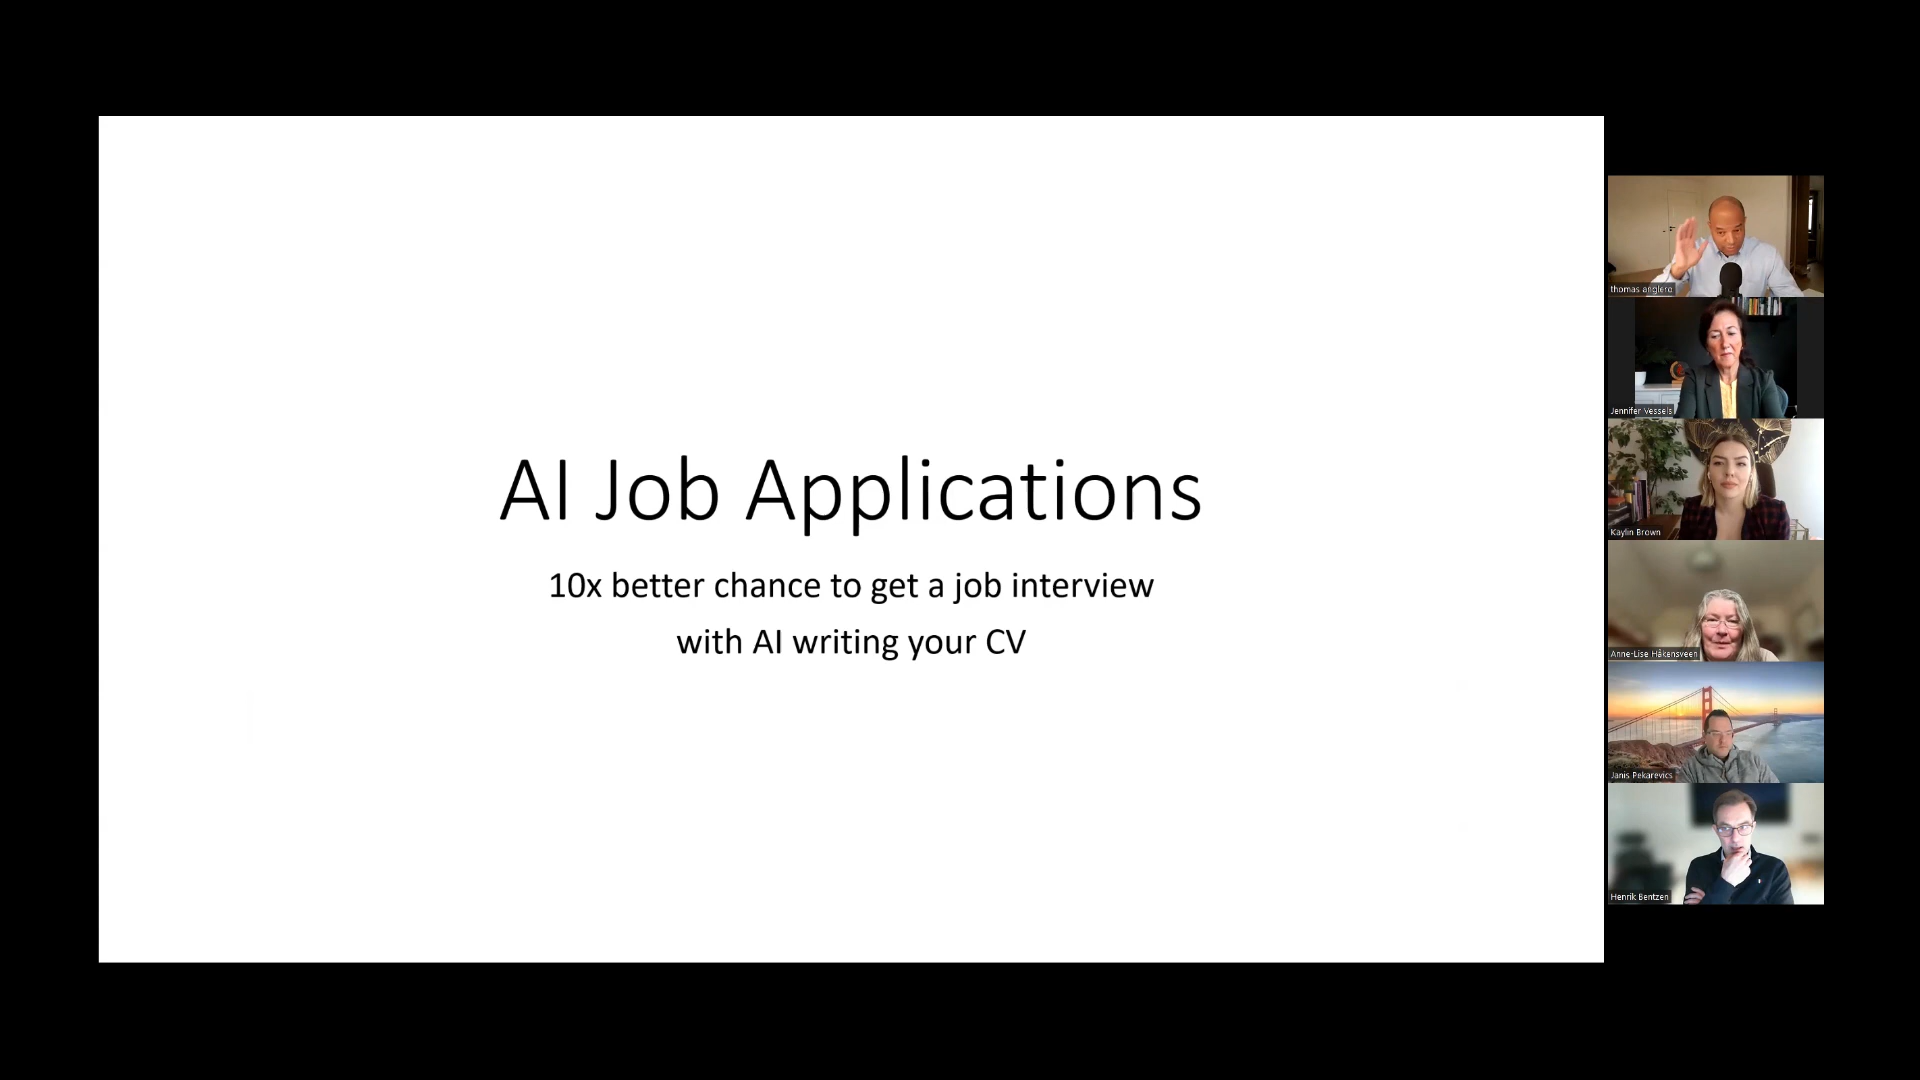 AI Job Applications
10x better chance to get a job interview
with AI writing your CV
thomas anglero
Jennifer Vessels
Kaylin Brown
Anne-Lise Håkensveen
Janis Pekarevics
Henrik Bentzen